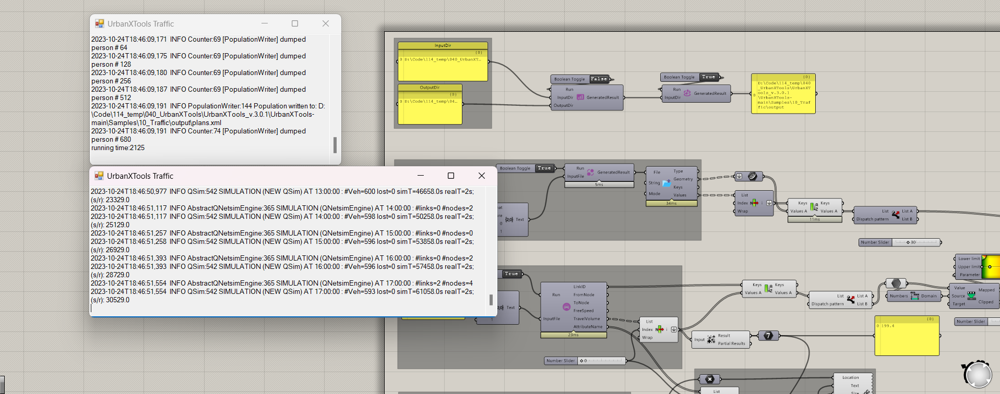 UrbanXTools Traffic
2023-10-24T18:46:09,171 INFO Counter:69 [PopulationWriter] dumped
person # 64
2023-10-24T18:46:09,175 INFO Counter:69 [PopulationWriter] dumped
person # 128
2023-10-24T18:46:09,180 INFO Counter:69 [PopulationWriter] dumped
person # 256
2023-10-24T18:46:09,187 INFO Counter:69 [PopulationWriter] dumped
person # 512
2023-10-24T18:46:09,191 INFO PopulationWriter:144 Population written to: D:
\Code\114_temp\040_UrbanXTools\UrbanXTools_v.3.0.1\UrbanXTools-
main\Samples\10_Traffic\output\plans.xml
2023-10-24T18:46:09,191 INFO Counter:74 [PopulationWriter] dumped
person # 680
running time:2125
UrbanXTools Traffic
2023-10-24T18:46:50,977 INFO QSim:542 SIMULATION (NEW QSim) AT 13:00:00 : #Veh=600 lost=0 simT=46658.0s realT=2s;
(s/r): 23329.0
2023-10-24T18:46:51,117 INFO AbstractQNetsimEngine:365 SIMULATION (QNetsimEngine) AT 14:00:00 : #links=0 #nodes=2
2023-10-24T18:46:51,117 INFO QSim:542 SIMULATION (NEW QSim) AT 14:00:00 : #Veh=598 lost=0 simT=50258.0s realT=2s;
(s/r): 25129.0
2023-10-24T18:46:51,257 INFO AbstractQNetsimEngine:365 SIMULATION (QNetsimEngine) AT 15:00:00 : #links=0 #nodes=0
2023-10-24T18:46:51,258 INFO QSim:542 SIMULATION (NEW QSim) AT 15:00:00 : #Veh=596 lost=0 simT=53858.0s realT=2s;
(s/r): 26929.0
2023-10-24T18:46:51,393 INFO AbstractQNetsimEngine:365 SIMULATION (QNetsimEngine) AT 16:00:00 : #links=0 #nodes=2
2023-10-24T18:46:51,393 INFO QSim:542 SIMULATION (NEW QSim) AT 16:00:00 : #Veh=596 lost=0 simT=57458.0s realT=2s;
(s/r): 28729.0
2023-10-24T18:46:51,554 INFO AbstractQNetsimEngine:365 SIMULATION (QNetsimEngine) AT 17:00:00 : #links=2 #nodes=4
2023-10-24T18:46:51,554 INFO QSim:542 SIMULATION (NEW QSim) AT 17:00:00 : #Veh=593 lost=0 simT=61058.0s realT=2s;
(s/r): 30529.0
InputDir
{0}
0 D:\Code\114_temp\040_UrbanXT...
OutputDir
{0}
0 D:\Code\114_temp\04...
Boolean Toggle False
Run
InputDir GeneratedResult
OutputDir
Boolean Toggle True
Run
InputDir GeneratedResult
{0}
0 D:\Code\114_temp\040
_UrbanXTools\UrbanXT
ools_v.3.0.1
\UrbanXTools-
main\Samples\10_Traf
fic\output
Boolean Toggle True
Run
InputFile GeneratedResult
5ms
File
String
Mode
Type
Geometry
Keys
Values
34ms
List
Index
Wrap
i
Keys Keys
Values A Values A
11ms
List List A
Dispatch pattern List B
Number Slider 30
0
1
{2;0} Text
True
Text
1
Run
InputFile
LinkID
FromNode
ToNode
FreeSpeed
TravelVolume
AttributeName
23ms
List
Index
Wrap
i
Number Slider 0
Input Result
Partial Results
7
Keys Keys
Values A Values A
List List A
Dispatch pattern List B
Numbers Domain
Lower limit
Upper limit
Parameter
Value
Source
Target
Mapped
Clipped
Number Slider
{0}
0 199.4
List
Location
Text